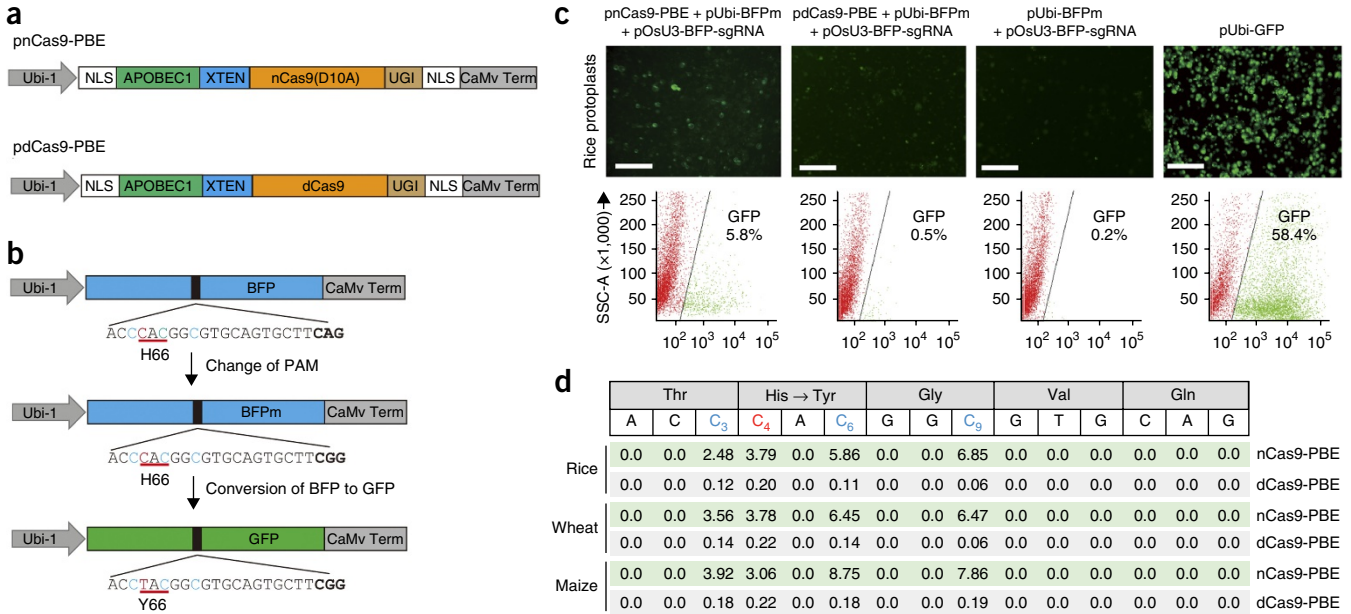 a
pnCas9-PBE
Ubi-1 NLS APOBEC1 XTEN nCas9(D10A) UGI NLS CaMv Term
pdCas9-PBE
Ubi-1 NLS APOBEC1 XTEN dCas9 UGI NLS CaMv Term
b
Ubi-1 BFP CaMv Term
ACCCACGGCGTGCAGTGCTTCAG
H66
Change of PAM
Ubi-1 BFPm CaMv Term
ACCCACGGCGTGCAGTGCTTCGG
H66
Conversion of BFP to GFP
Ubi-1 GFP CaMv Term
ACCTACGGCGTGCAGTGCTTCGG
Y66
c
pnCas9-PBE + pUbi-BFPm + pOsU3-BFP-sgRNA
pdCas9-PBE + pUbi-BFPm + pOsU3-BFP-sgRNA
pUbi-BFPm + pOsU3-BFP-sgRNA
pUbi-GFP
Rice protoplasts
SSC-A (×1,000)
250 200 150 100 50
GFP 5.8%
10² 10³ 10⁴ 10⁵
250 200 150 100 50
GFP 0.5%
10² 10³ 10⁴ 10⁵
250 200 150 100 50
GFP 0.2%
10² 10³ 10⁴ 10⁵
250 200 150 100 50
GFP 58.4%
10² 10³ 10⁴ 10⁵
d
Thr His → Tyr Gly Val Gln
A C C₃ C₄ A C₆ G G C₉ G T G C A G
Rice 0.0 0.0 2.48 3.79 0.0 5.86 0.0 0.0 6.85 0.0 0.0 0.0 0.0 0.0 0.0 nCas9-PBE
0.0 0.0 0.12 0.20 0.0 0.11 0.0 0.0 0.06 0.0 0.0 0.0 0.0 0.0 0.0 dCas9-PBE
Wheat 0.0 0.0 3.56 3.78 0.0 6.45 0.0 0.0 6.47 0.0 0.0 0.0 0.0 0.0 0.0 nCas9-PBE
0.0 0.0 0.14 0.22 0.0 0.14 0.0 0.0 0.06 0.0 0.0 0.0 0.0 0.0 0.0 dCas9-PBE
Maize 0.0 0.0 3.92 3.06 0.0 8.75 0.0 0.0 7.86 0.0 0.0 0.0 0.0 0.0 0.0 nCas9-PBE
0.0 0.0 0.18 0.22 0.0 0.18 0.0 0.0 0.19 0.0 0.0 0.0 0.0 0.0 0.0 dCas9-PBE